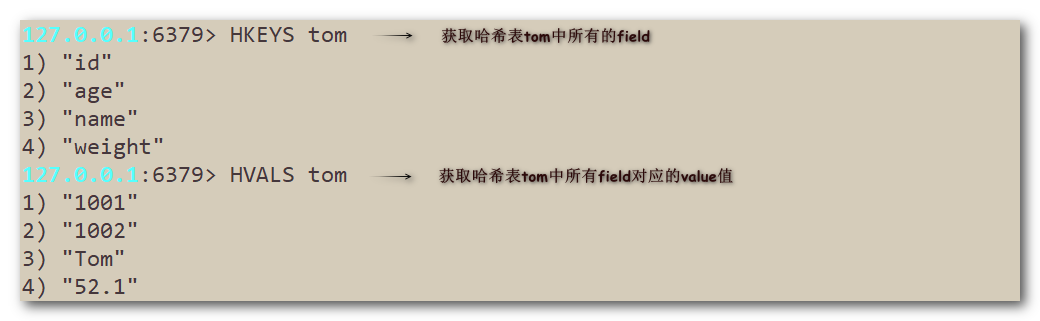 127.0.0.1:6379> HKEYS tom 获取哈希表tom中所有的field
1) "id"
2) "age"
3) "name"
4) "weight"
127.0.0.1:6379> HVALS tom 获取哈希表tom中所有field对应的value值
1) "1001"
2) "1002"
3) "Tom"
4) "52.1"